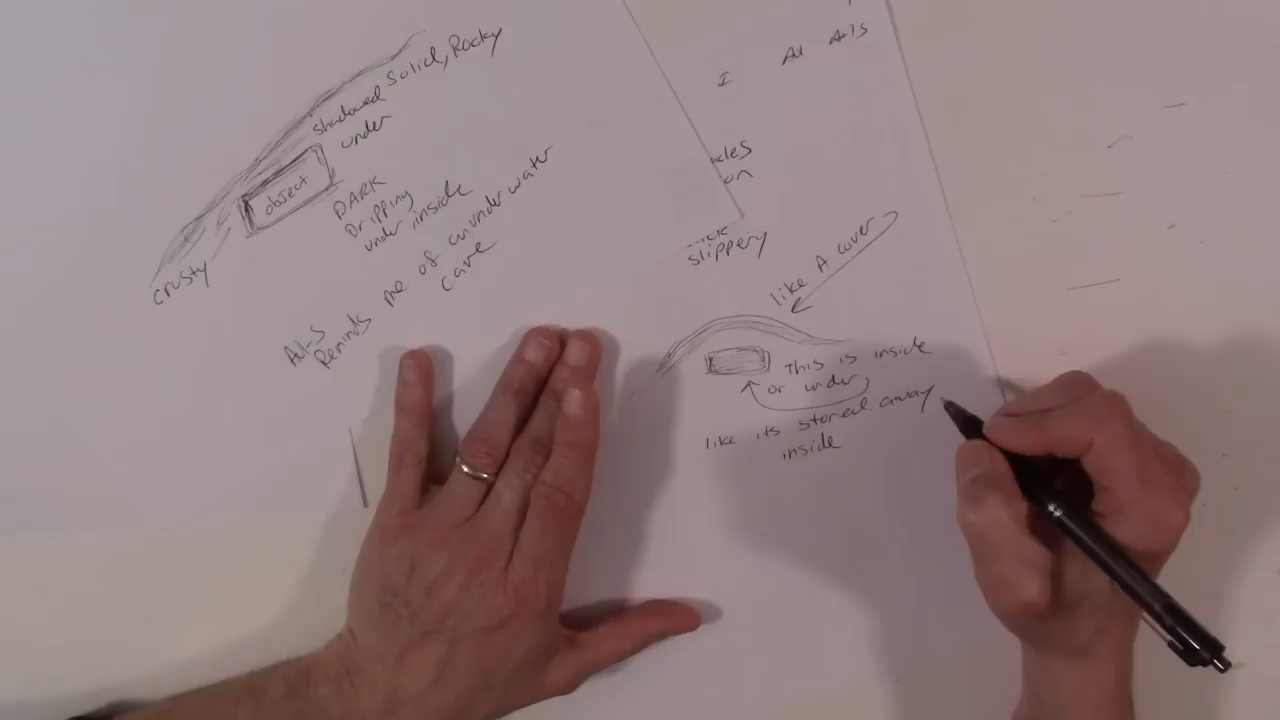 Solid, Rocky
shadowed
under
object
DARK
Dripping
under inside
crusty
AOL-S
Reminds me of an underwater
cave
I
slippery
like A cover
This is inside
or under
like its stored away
inside